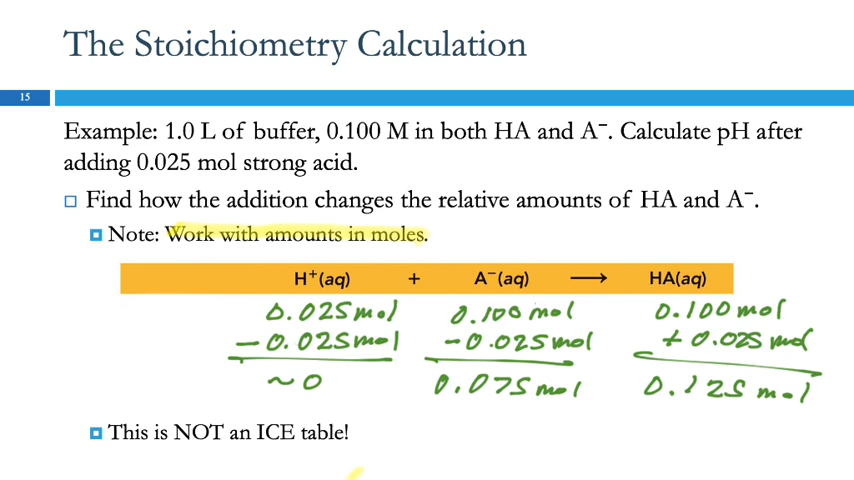 The Stoichiometry Calculation
15
Example: 1.0 L of buffer, 0.100 M in both HA and A⁻. Calculate pH after
adding 0.025 mol strong acid.
Find how the addition changes the relative amounts of HA and A⁻.
Note: Work with amounts in moles.
H⁺(aq) + A⁻(aq) ⟶ HA(aq)
0.025 mol 0.100 mol 0.100 mol
− 0.025 mol − 0.025 mol + 0.025 mol
~ 0 0.075 mol 0.125 mol
This is NOT an ICE table!